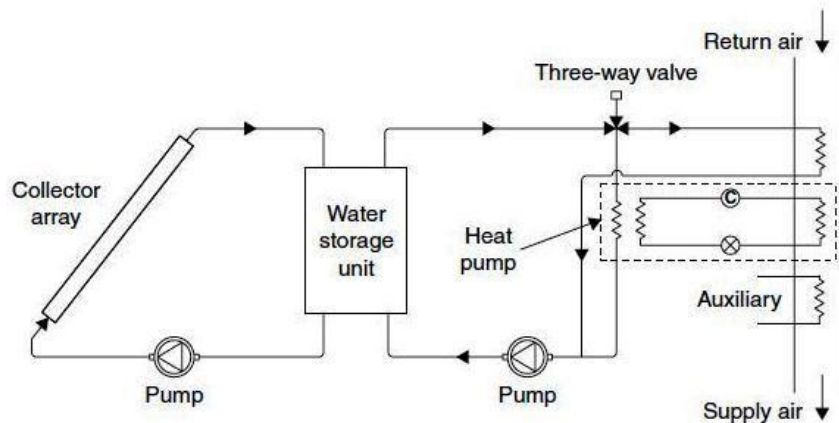 Return air
Three-way valve
Collector
array
Water
storage
unit
Heat
pump
C
Auxiliary
Pump
Pump
Supply air